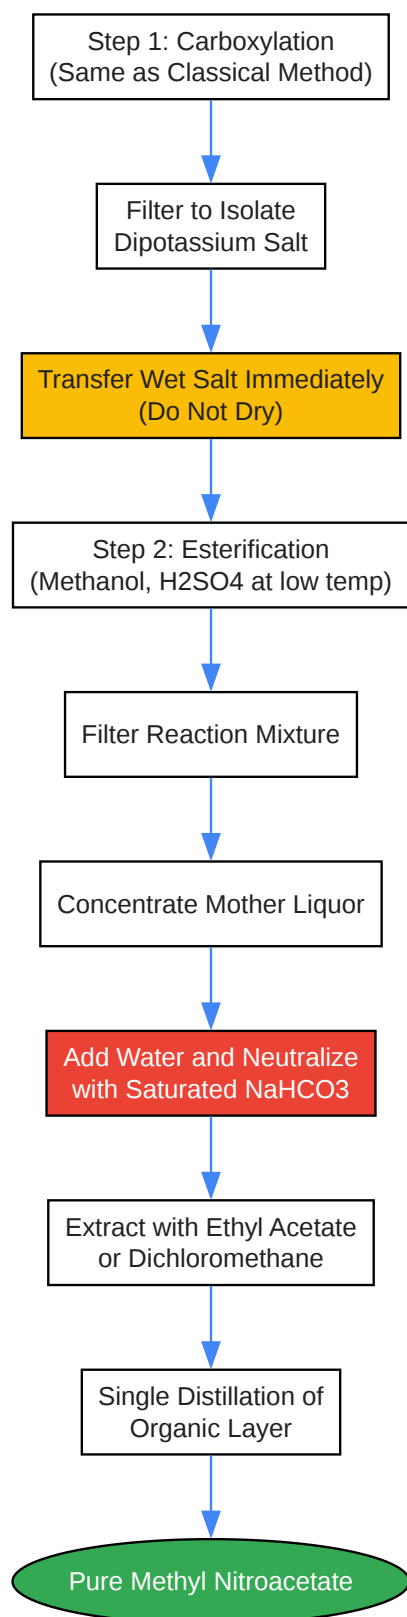 Step 1: Carboxylation
(Same as Classical Method)
Filter to Isolate
Dipotassium Salt
Transfer Wet Salt Immediately
(Do Not Dry)
Step 2: Esterification
(Methanol, H2SO4 at low temp)
Filter Reaction Mixture
Concentrate Mother Liquor
Add Water and Neutralize
with Saturated NaHCO3
Extract with Ethyl Acetate
or Dichloromethane
Single Distillation of
Organic Layer
Pure Methyl Nitroacetate